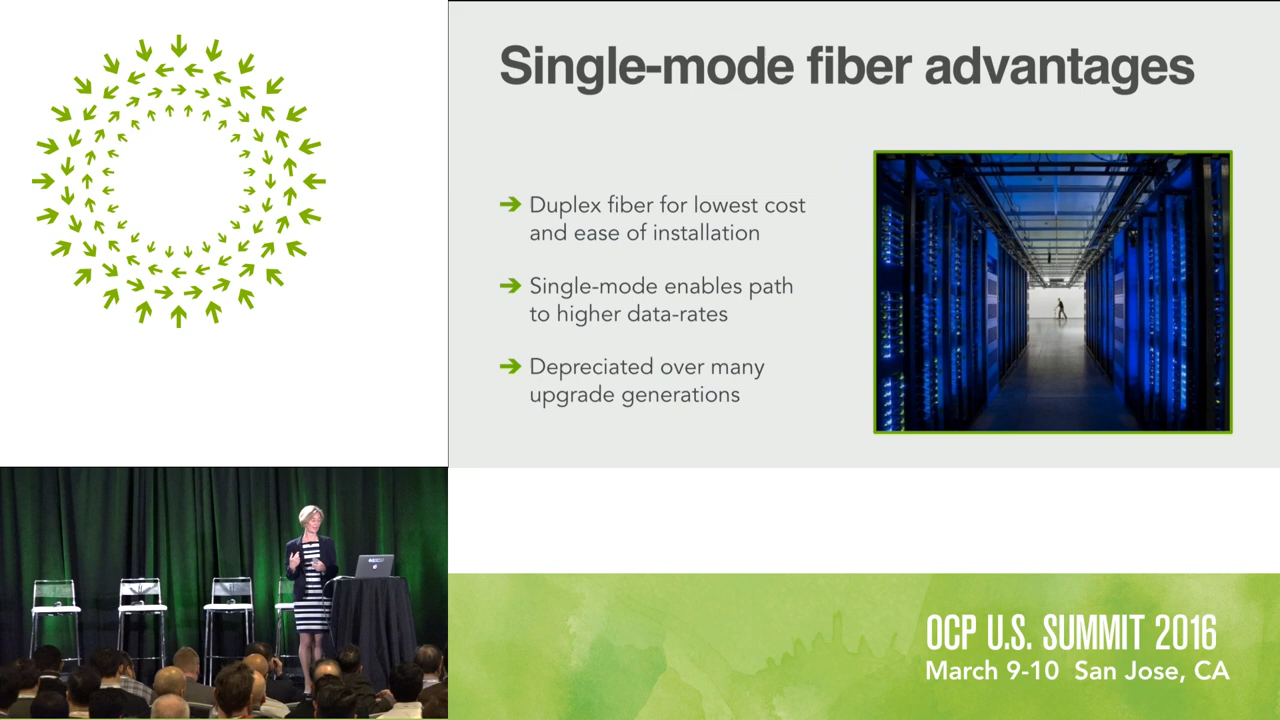 Single-mode fiber advantages
➔ Duplex fiber for lowest cost
and ease of installation
➔ Single-mode enables path
to higher data-rates
➔ Depreciated over many
upgrade generations
OCP U.S. SUMMIT 2016
March 9-10 San Jose, CA